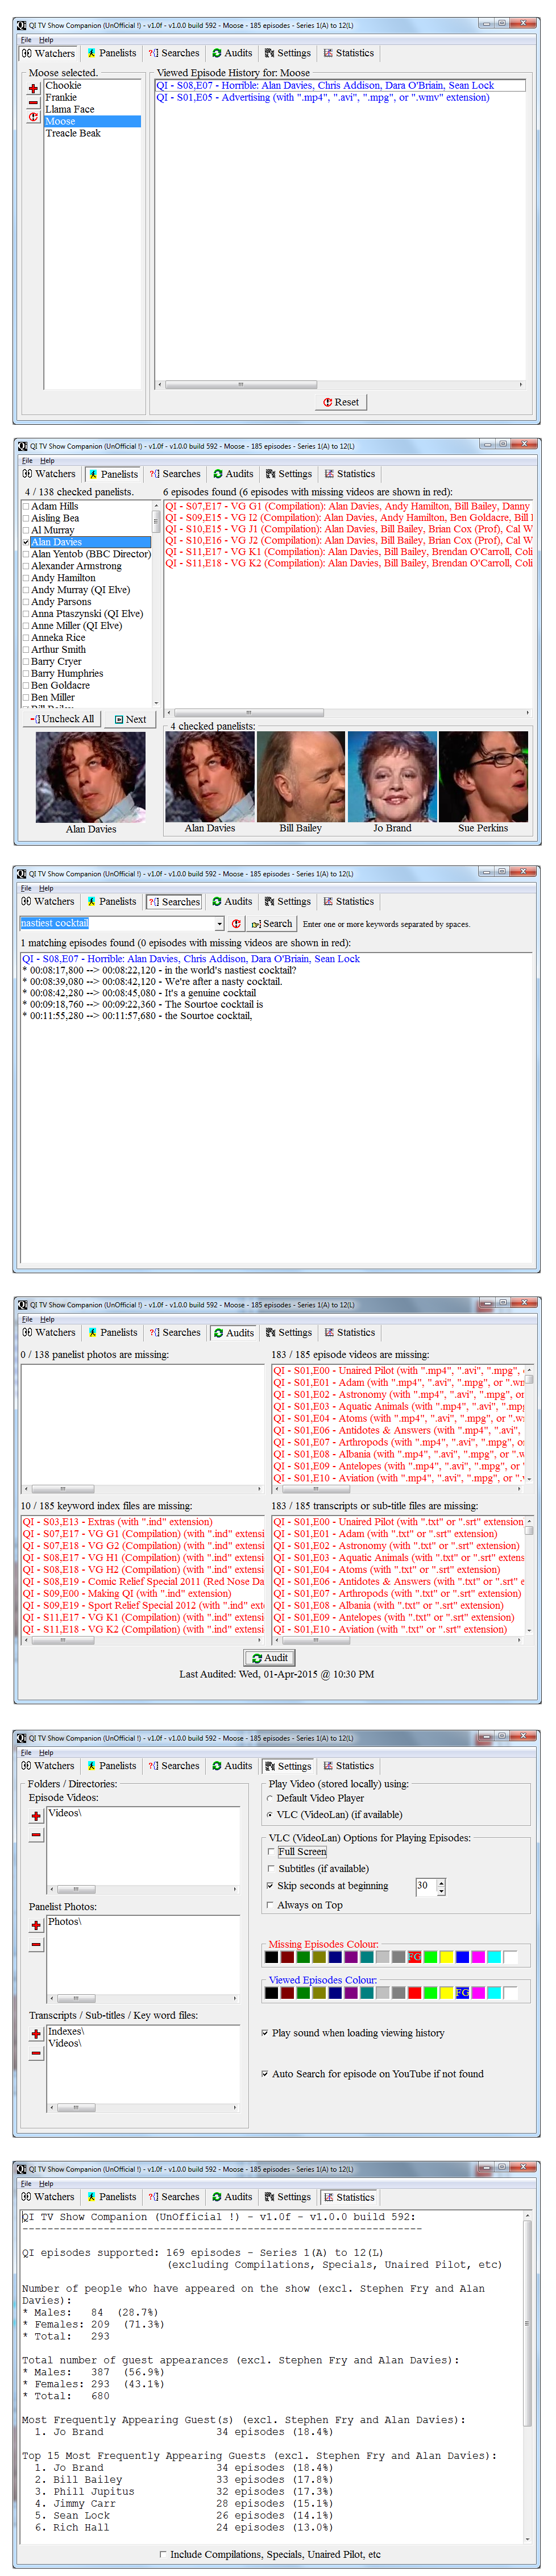 QI TV Show Companion (UnOfficial !) - v1.0f - v1.0.0 build 592 - Moose - 185 episodes - Series 1(A) to 12(L)
File Help
Watchers Panelists Searches Audits Settings Statistics
Moose selected.
Chookie
Frankie
Llama Face
Moose
Treacle Beak
Viewed Episode History for: Moose
QI - S08,E07 - Horrible: Alan Davies, Chris Addison, Dara O'Briain, Sean Lock
QI - S01,E05 - Advertising (with ".mp4", ".avi", ".mpg", or ".wmv" extension)
Reset
QI TV Show Companion (UnOfficial !) - v1.0f - v1.0.0 build 592 - Moose - 185 episodes - Series 1(A) to 12(L)
File Help
Watchers Panelists Searches Audits Settings Statistics
4 / 138 checked panelists.
Adam Hills
Aisling Bea
Al Murray
Alan Davies
Alan Yentob (BBC Director)
Alexander Armstrong
Andy Hamilton
Andy Murray (QI Elve)
Andy Parsons
Anna Ptaszynski (QI Elve)
Anne Miller (QI Elve)
Anneka Rice
Arthur Smith
Barry Cryer
Barry Humphries
Ben Goldacre
Ben Miller
Uncheck All Next
Alan Davies
6 episodes found (6 episodes with missing videos are shown in red):
QI - S07,E17 - VG G1 (Compilation): Alan Davies, Andy Hamilton, Bill Bailey, Danny
QI - S09,E15 - VG I2 (Compilation): Alan Davies, Andy Hamilton, Ben Goldacre, Bill
QI - S10,E15 - VG J1 (Compilation): Alan Davies, Bill Bailey, Brian Cox (Prof), Cal W
QI - S10,E16 - VG J2 (Compilation): Alan Davies, Bill Bailey, Brian Cox (Prof), Cal W
QI - S11,E17 - VG K1 (Compilation): Alan Davies, Bill Bailey, Brendan O'Carroll, Coli
QI - S11,E18 - VG K2 (Compilation): Alan Davies, Bill Bailey, Brendan O'Carroll, Coli
4 checked panelists:
Alan Davies Bill Bailey Jo Brand Sue Perkins
QI TV Show Companion (UnOfficial !) - v1.0f - v1.0.0 build 592 - Moose - 185 episodes - Series 1(A) to 12(L)
File Help
Watchers Panelists Searches Audits Settings Statistics
nastiest cocktail Search Enter one or more keywords separated by spaces.
1 matching episodes found (0 episodes with missing videos are shown in red):
QI - S08,E07 - Horrible: Alan Davies, Chris Addison, Dara O'Briain, Sean Lock
* 00:08:17,800 --> 00:08:22,120 - in the world's nastiest cocktail?
* 00:08:39,080 --> 00:08:42,120 - We're after a nasty cocktail.
* 00:08:42,280 --> 00:08:45,080 - It's a genuine cocktail
* 00:09:18,760 --> 00:09:22,360 - The Sourtoe cocktail is
* 00:11:55,280 --> 00:11:57,680 - the Sourtoe cocktail,
QI TV Show Companion (UnOfficial !) - v1.0f - v1.0.0 build 592 - Moose - 185 episodes - Series 1(A) to 12(L)
File Help
Watchers Panelists Searches Audits Settings Statistics
0 / 138 panelist photos are missing:
183 / 185 episode videos are missing:
QI - S01,E00 - Unaired Pilot (with ".mp4", ".avi", ".mpg",
QI - S01,E01 - Adam (with ".mp4", ".avi", ".mpg", or ".wm
QI - S01,E02 - Astronomy (with ".mp4", ".avi", ".mpg", or
QI - S01,E03 - Aquatic Animals (with ".mp4", ".avi", ".mpg
QI - S01,E04 - Atoms (with ".mp4", ".avi", ".mpg", or ".wm
QI - S01,E06 - Antidotes & Answers (with ".mp4", ".avi",
QI - S01,E07 - Arthropods (with ".mp4", ".avi", ".mpg", or
QI - S01,E08 - Albania (with ".mp4", ".avi", ".mpg", or ".w
QI - S01,E09 - Antelopes (with ".mp4", ".avi", ".mpg", or "
QI - S01,E10 - Aviation (with ".mp4", ".avi", ".mpg", or ".
10 / 185 keyword index files are missing:
QI - S03,E13 - Extras (with ".ind" extension)
QI - S07,E17 - VG G1 (Compilation) (with ".ind" extensi
QI - S07,E18 - VG G2 (Compilation) (with ".ind" extensi
QI - S08,E17 - VG H1 (Compilation) (with ".ind" extensi
QI - S08,E18 - VG H2 (Compilation) (with ".ind" extensi
QI - S08,E19 - Comic Relief Special 2011 (Red Nose Da
QI - S09,E00 - Making QI (with ".ind" extension)
QI - S09,E19 - Sport Relief Special 2012 (with ".ind" ext
QI - S11,E17 - VG K1 (Compilation) (with ".ind" extensi
QI - S11,E18 - VG K2 (Compilation) (with ".ind" extensi
183 / 185 transcripts or sub-title files are missing:
QI - S01,E00 - Unaired Pilot (with ".txt" or ".srt" extension
QI - S01,E01 - Adam (with ".txt" or ".srt" extension)
QI - S01,E02 - Astronomy (with ".txt" or ".srt" extension)
QI - S01,E03 - Aquatic Animals (with ".txt" or ".srt" extens
QI - S01,E04 - Atoms (with ".txt" or ".srt" extension)
QI - S01,E06 - Antidotes & Answers (with ".txt" or ".srt" e
QI - S01,E07 - Arthropods (with ".txt" or ".srt" extension)
QI - S01,E08 - Albania (with ".txt" or ".srt" extension)
QI - S01,E09 - Antelopes (with ".txt" or ".srt" extension)
QI - S01,E10 - Aviation (with ".txt" or ".srt" extension)
Audit
Last Audited: Wed, 01-Apr-2015 @ 10:30 PM
QI TV Show Companion (UnOfficial !) - v1.0f - v1.0.0 build 592 - Moose - 185 episodes - Series 1(A) to 12(L)
File Help
Watchers Panelists Searches Audits Settings Statistics
Folders / Directories:
Episode Videos:
Videos\
Panelist Photos:
Photos\
Transcripts / Sub-titles / Key word files:
Indexes\
Videos\
Play Video (stored locally) using:
Default Video Player
VLC (VideoLan) (if available)
VLC (VideoLan) Options for Playing Episodes:
Full Screen
Subtitles (if available)
Skip seconds at beginning 30
Always on Top
Missing Episodes Colour:
FG
Viewed Episodes Colour:
FG
Play sound when loading viewing history
Auto Search for episode on YouTube if not found
QI TV Show Companion (UnOfficial !) - v1.0f - v1.0.0 build 592 - Moose - 185 episodes - Series 1(A) to 12(L)
File Help
Watchers Panelists Searches Audits Settings Statistics
QI TV Show Companion (UnOfficial !) - v1.0f - v1.0.0 build 592:
----------------------------------------------------------------
QI episodes supported: 169 episodes - Series 1(A) to 12(L)
(excluding Compilations, Specials, Unaired Pilot, etc)
Number of people who have appeared on the show (excl. Stephen Fry and Alan
Davies):
* Males: 84 (28.7%)
* Females: 209 (71.3%)
* Total: 293
Total number of guest appearances (excl. Stephen Fry and Alan Davies):
* Males: 387 (56.9%)
* Females: 293 (43.1%)
* Total: 680
Most Frequently Appearing Guest(s) (excl. Stephen Fry and Alan Davies):
1. Jo Brand 34 episodes (18.4%)
Top 15 Most Frequently Appearing Guests (excl. Stephen Fry and Alan Davies):
1. Jo Brand 34 episodes (18.4%)
2. Bill Bailey 33 episodes (17.8%)
3. Phill Jupitus 32 episodes (17.3%)
4. Jimmy Carr 28 episodes (15.1%)
5. Sean Lock 26 episodes (14.1%)
6. Rich Hall 24 episodes (13.0%)
Include Compilations, Specials, Unaired Pilot, etc